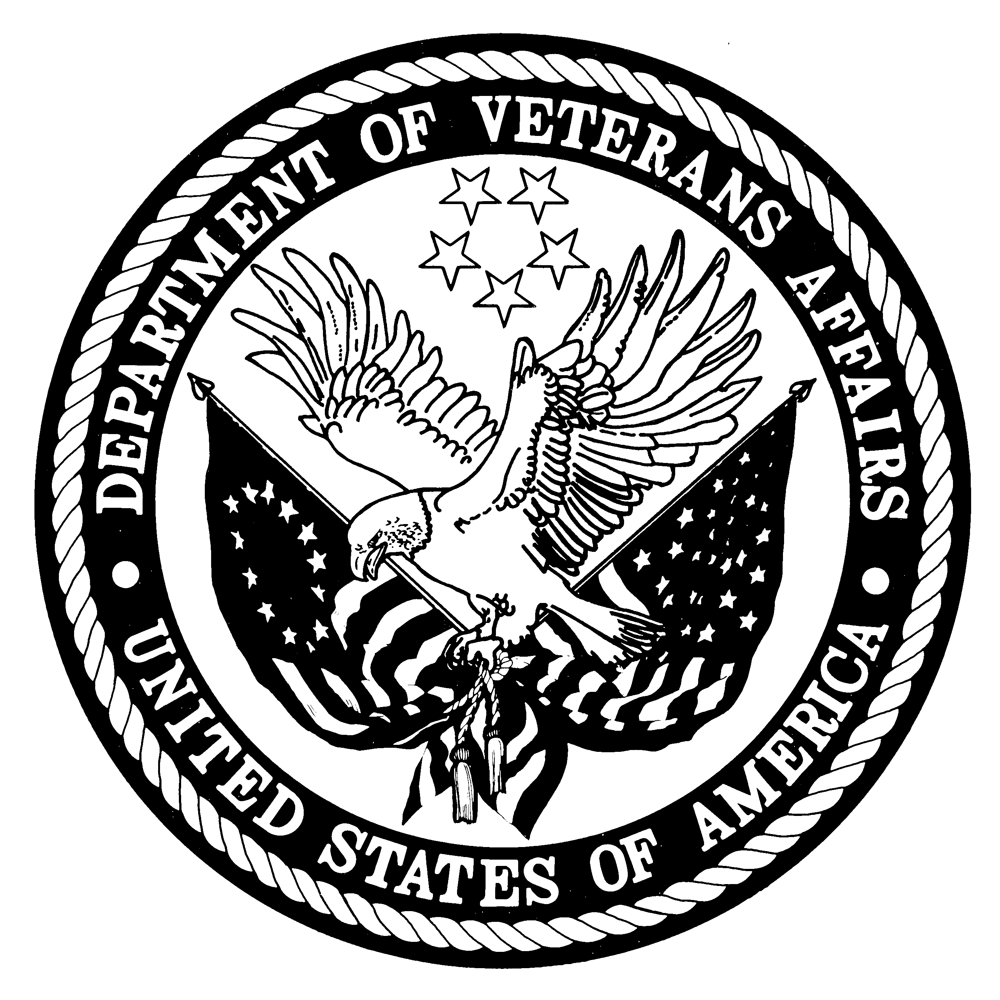 DEPARTMENT OF VETERANS AFFAIRS
UNITED STATES OF AMERICA